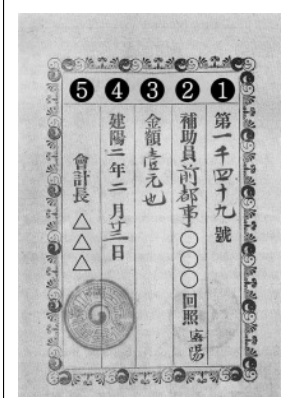 ❶
第一千四十九號
❷
補助員前都事○○○回照
❸
金額壹元也
❹
建陽二年二月廿三日
❺
會計長 △△△